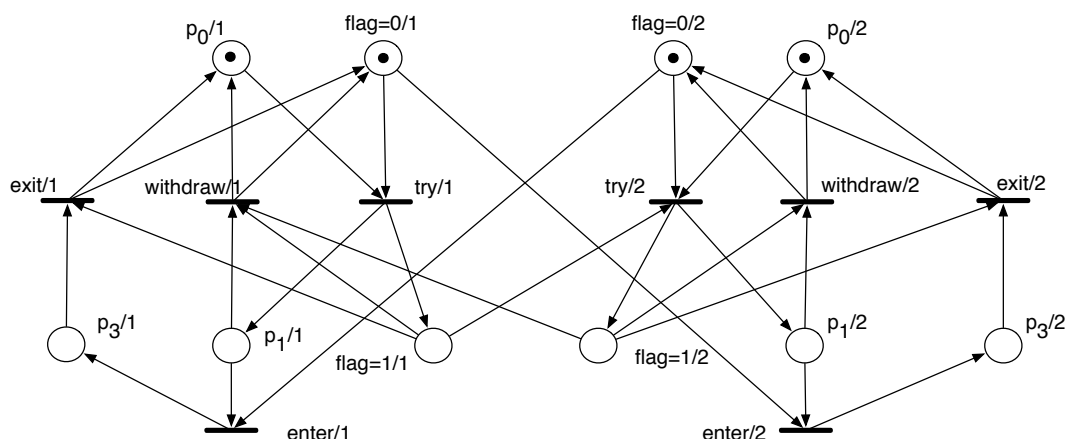 p0/1
flag=0/1
flag=0/2
p0/2
exit/1
withdraw/1
try/1
try/2
withdraw/2
exit/2
p3/1
p1/1
flag=1/1
flag=1/2
p1/2
p3/2
enter/1
enter/2